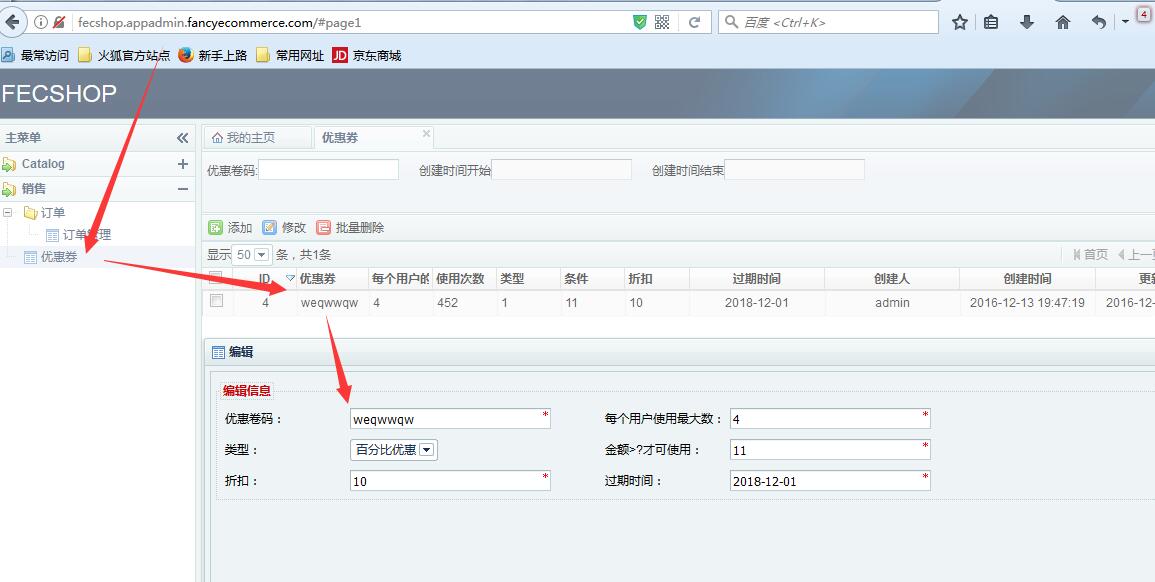 fecshop.appadmin.fancyecommerce.com/#page1 百度 <Ctrl+K> 4
最常访问 火狐官方站点 新手上路 常用网址 JD 京东商城
FECSHOP
主菜单 我的主页 优惠券
Catalog
优惠卷码: 创建时间开始 创建时间结束
销售
订单
订单管理 添加 修改 批量删除
优惠券 显示 50 条，共1条 首页 上一
ID 优惠券 每个用户的 使用次数 类型 条件 折扣 过期时间 创建人 创建时间 更新
4 weqwwqw 4 452 1 11 10 2018-12-01 admin 2016-12-13 19:47:19 2016-12-
编辑
编辑信息
优惠卷码： weqwwqw * 每个用户使用最大数： 4 *
类型： 百分比优惠 金额>?才可使用： 11 *
折扣： 10 * 过期时间： 2018-12-01 *